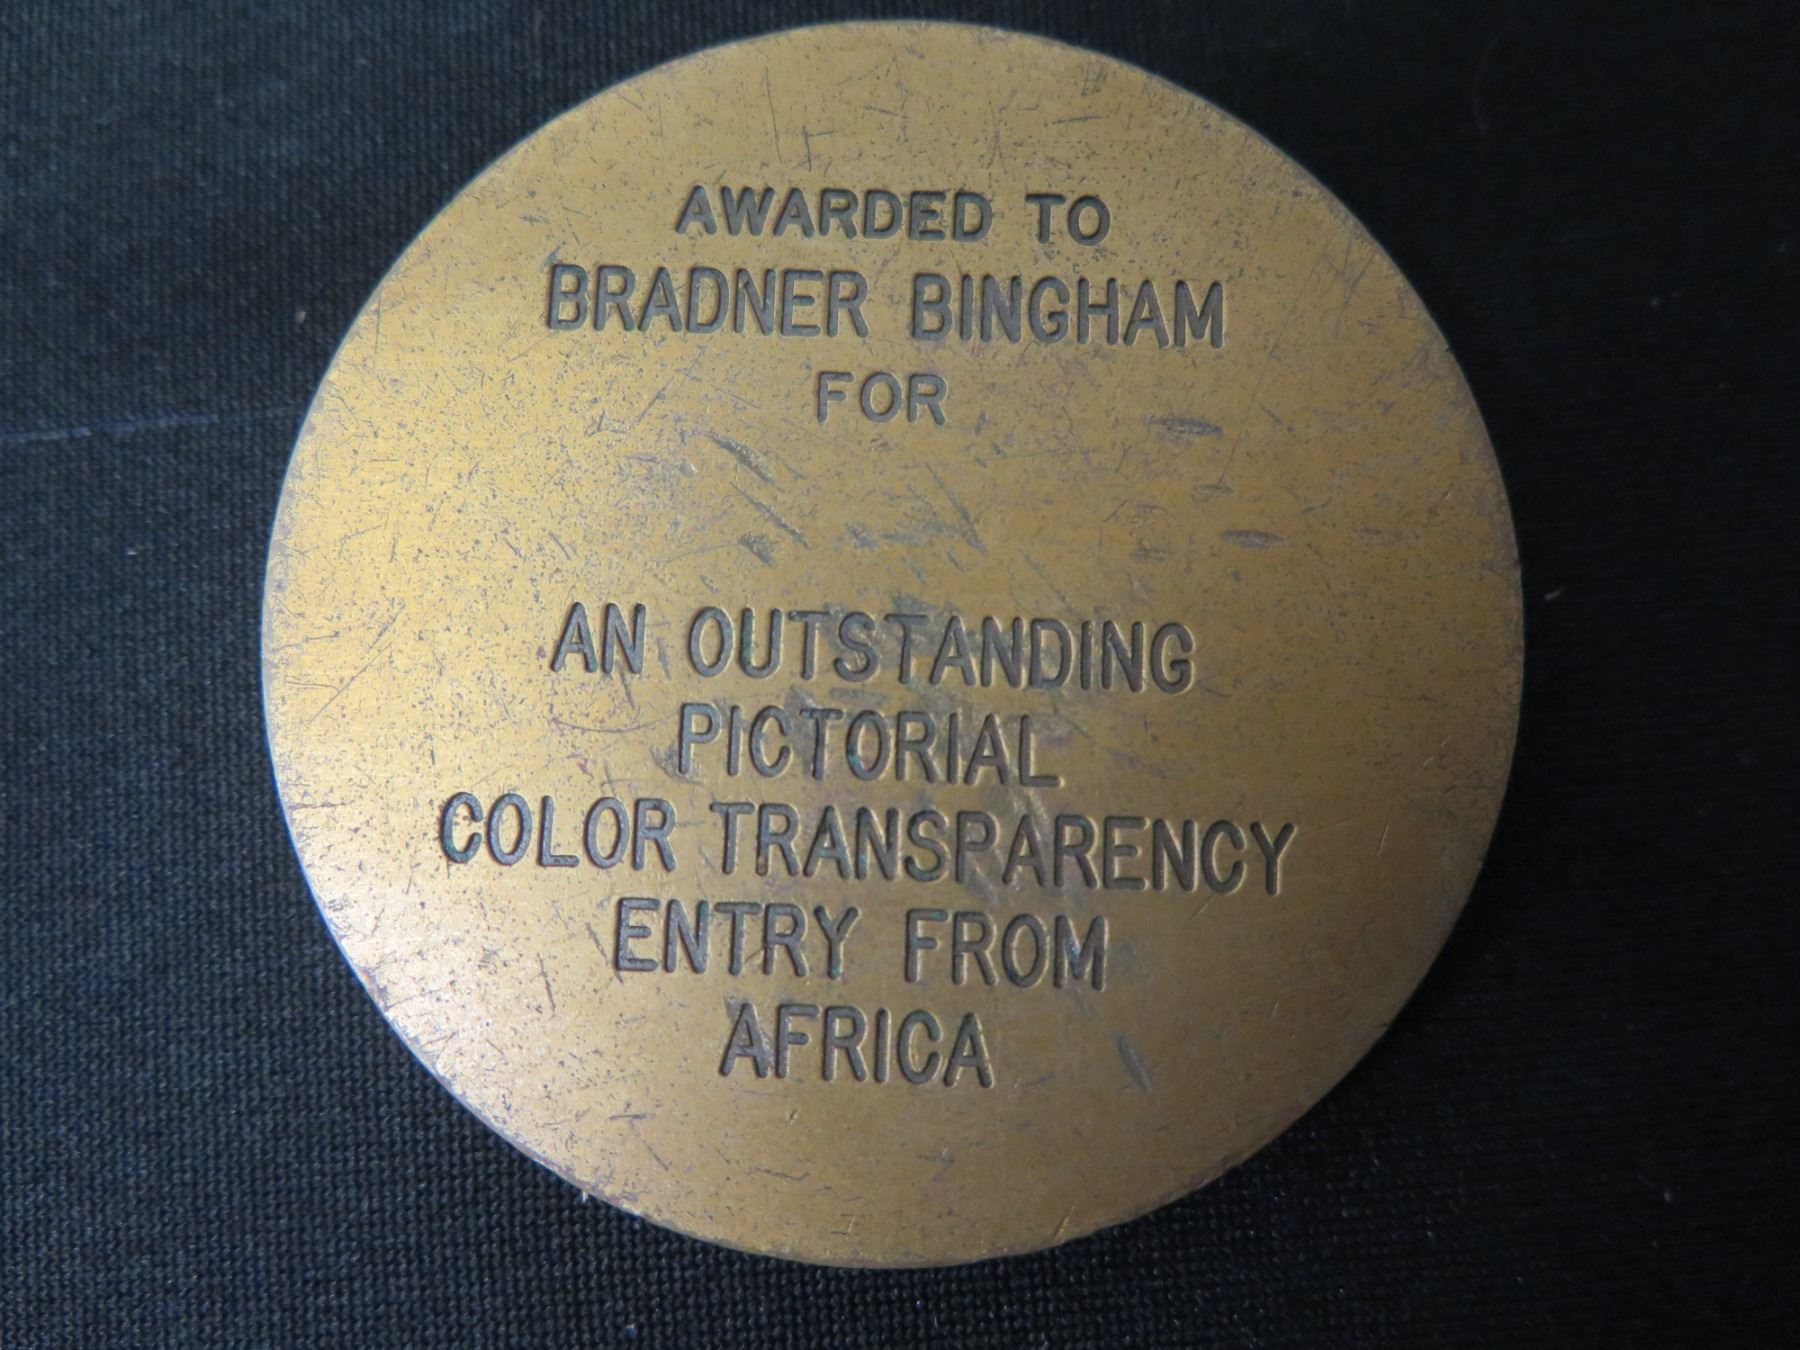 AWARDED TO
BRADNER BINGHAM
FOR
AN OUTSTANDING
PICTORIAL
COLOR TRANSPARENCY
ENTRY FROM
AFRICA